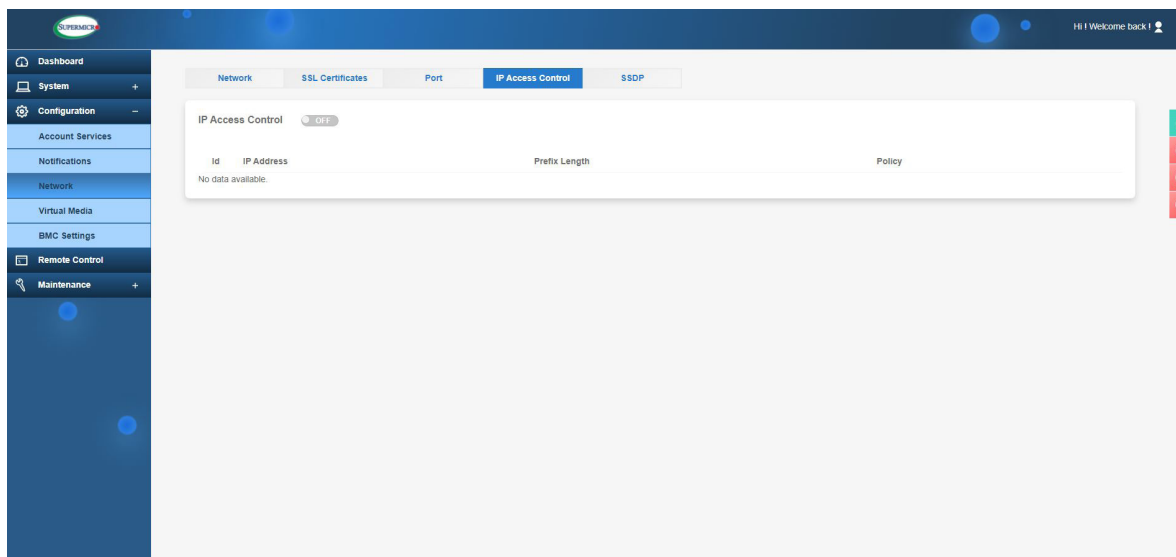 SUPERMICR
Hi ! Welcome back !
Dashboard
System +
Configuration –
Account Services
Notifications
Network
Virtual Media
BMC Settings
Remote Control
Maintenance +
Network SSL Certificates Port IP Access Control SSDP
IP Access Control OFF
Id IP Address Prefix Length Policy
No data available.